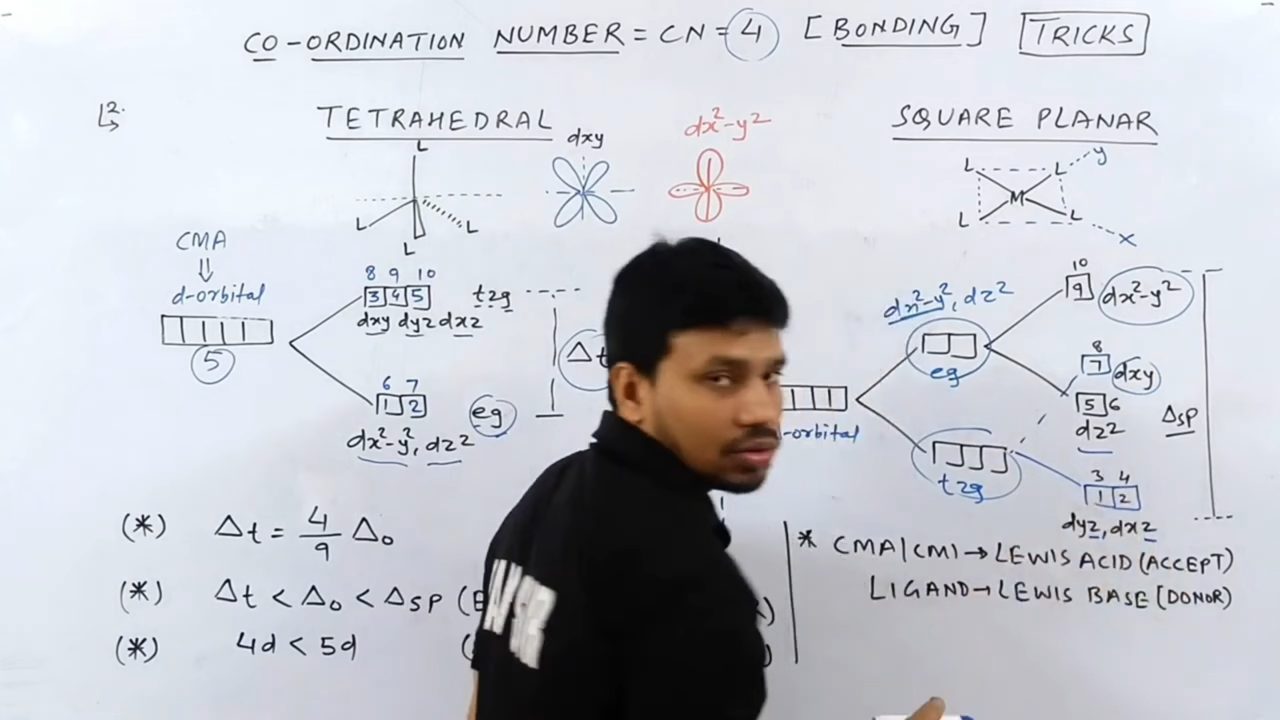 CO-ORDINATION NUMBER = CN = 4 [BONDING] TRICKS
L2.
TETRAHEDRAL
dxy
dx²-y²
SQUARE PLANAR
L
L L
L
L L y
M
L L
x
CMA
d-orbital
5
8 9 10
3 4 5 t2g
dxy dyz dxz
Δt
6 7
1 2 eg
dx²-y², dz²
-orbital
dx²-y², dz²
eg
t2g
10
9 dx²-y²
8
7 dxy
5 6
dz²
Δsp
3 4
1 2
dyz, dxz
(*) Δt = 4/9 Δo
(*) Δt < Δo < Δsp (
(*) 4d < 5d (
* CMA/CMI → LEWIS ACID (ACCEPT)
LIGAND → LEWIS BASE (DONOR)